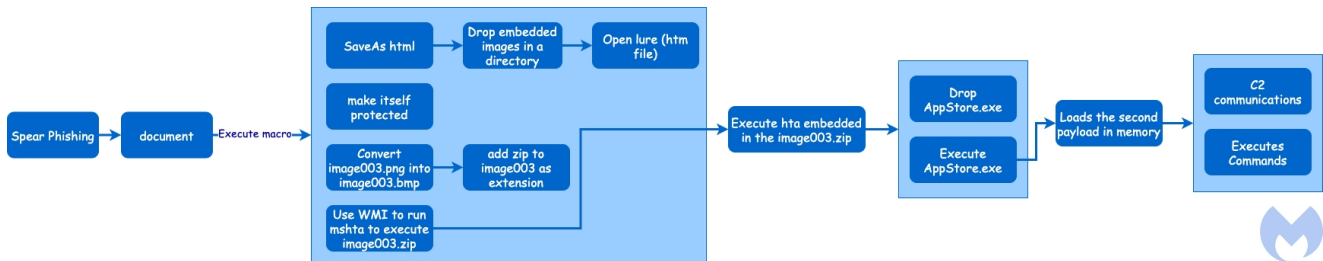 Spear Phishing
document
Execute macro
SaveAs html
Drop embedded
images in a
directory
Open lure (htm
file)
make itself
protected
Convert
image003.png into
image003.bmp
add zip to
image003 as
extension
Use WMI to run
mshta to execute
image003.zip
Execute hta embedded
in the image003.zip
Drop
AppStore.exe
Execute
AppStore.exe
Loads the second
payload in memory
C2
communications
Executes
Commands